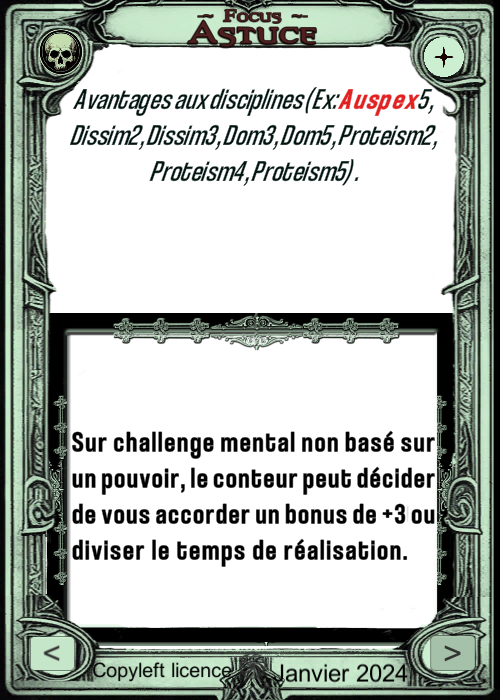 ~ Focus ~
Astuce
Avantages aux disciplines (Ex: Auspex5,
Dissim2, Dissim3, Dom3, Dom5, Proteism2,
Proteism4, Proteism5) .
Sur challenge mental non basé sur
un pouvoir, le conteur peut décider
de vous accorder un bonus de +3 ou
diviser le temps de réalisation.
< >
Copyleft licence Janvier 2024